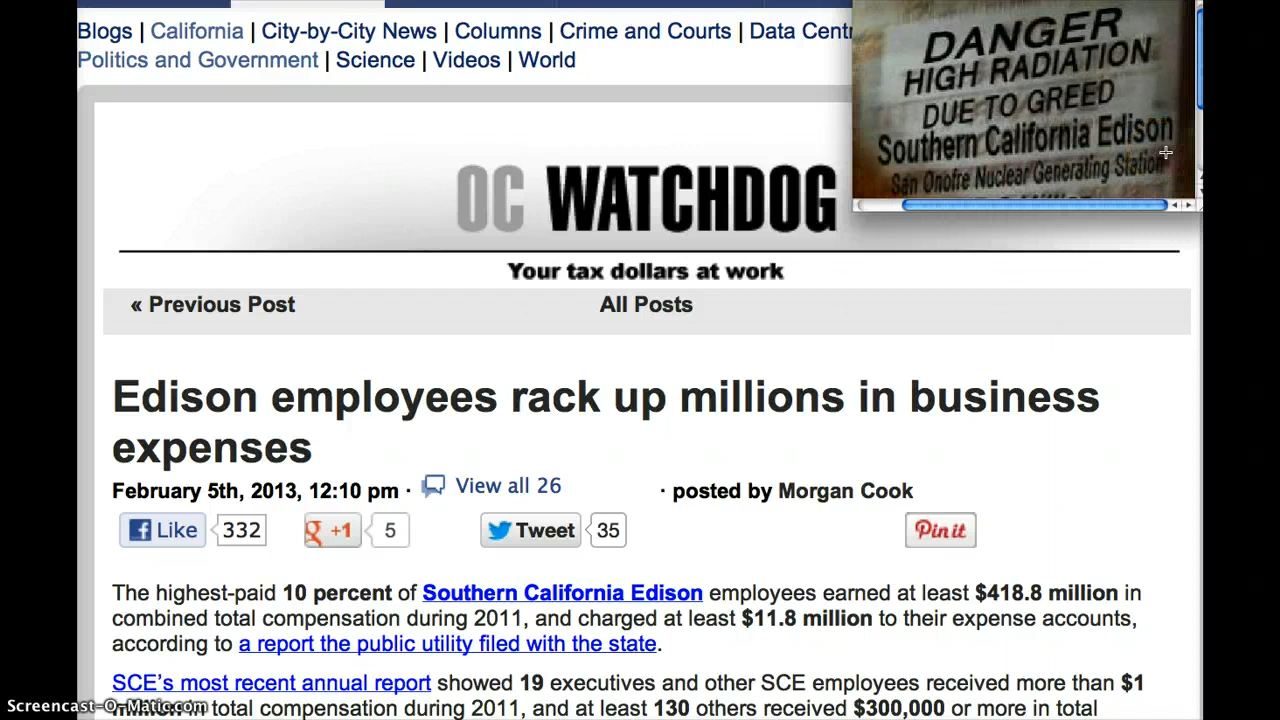 Blogs | California | City-by-City News | Columns | Crime and Courts | Data Cent
Politics and Government | Science | Videos | World
DANGER
HIGH RADIATION
DUE TO GREED
Southern California Edison
San Onofre Nuclear Generating Station
OC WATCHDOG
Your tax dollars at work
« Previous Post
All Posts
Edison employees rack up millions in business
expenses
February 5th, 2013, 12:10 pm · View all 26 · posted by Morgan Cook
Like 332 +1 5 Tweet 35 Pin it
The highest-paid 10 percent of Southern California Edison employees earned at least $418.8 million in
combined total compensation during 2011, and charged at least $11.8 million to their expense accounts,
according to a report the public utility filed with the state.
SCE's most recent annual report showed 19 executives and other SCE employees received more than $1
million in total compensation during 2011, and at least 130 others received $300,000 or more in total
Screencast-O-Matic.com